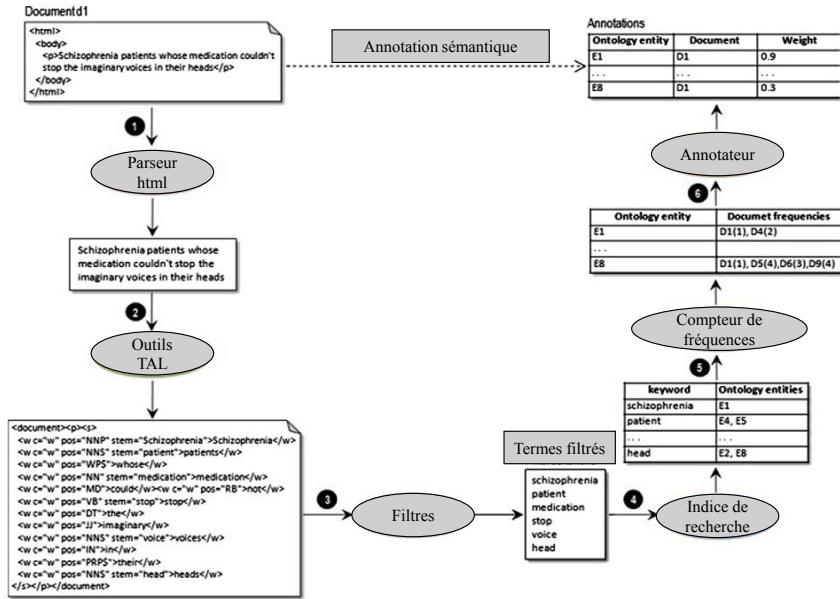 Document d1
<html>
<body>
<p>Schizophrenia patients whose medication couldn't
stop the imaginary voices in their heads</p>
</body>
</html>
Annotation sémantique
Annotations
Ontology entity Document Weight
E1 D1 0.9
... ... ...
E8 D1 0.3
1
Parseur
html
Annotateur
6
Schizophrenia patients whose
medication couldn't stop the
imaginary voices in their heads
Ontology entity Documet frequencies
E1 D1(1), D4(2)
...
E8 D1(1), D5(4),D6(3),D9(4)
2
Outils
TAL
Compteur de
fréquences
5
<document><p><s>
<w c="w" pos="NNP" stem="Schizophrenia">Schizophrenia</w>
<w c="w" pos="NNS" stem="patient">patients</w>
<w c="w" pos="WPS">whose</w>
<w c="w" pos="NN" stem="medication">medication</w>
<w c="w" pos="MD">could</w><w c="w" pos="RB">not</w>
<w c="w" pos="VB" stem="stop">stop</w>
<w c="w" pos="DT">the</w>
<w c="w" pos="JJ">imaginary</w>
<w c="w" pos="NNS" stem="voice">voices</w>
<w c="w" pos="IN">in</w>
<w c="w" pos="PRPS">their</w>
<w c="w" pos="NNS" stem="head">heads</w>
</s></p></document>
3
Filtres
Termes filtrés
schizophrenia
patient
medication
stop
voice
head
4
Indice de
recherche
keyword Ontology entities
schizophrenia E1
patient E4, E5
... ...
head E2, E8